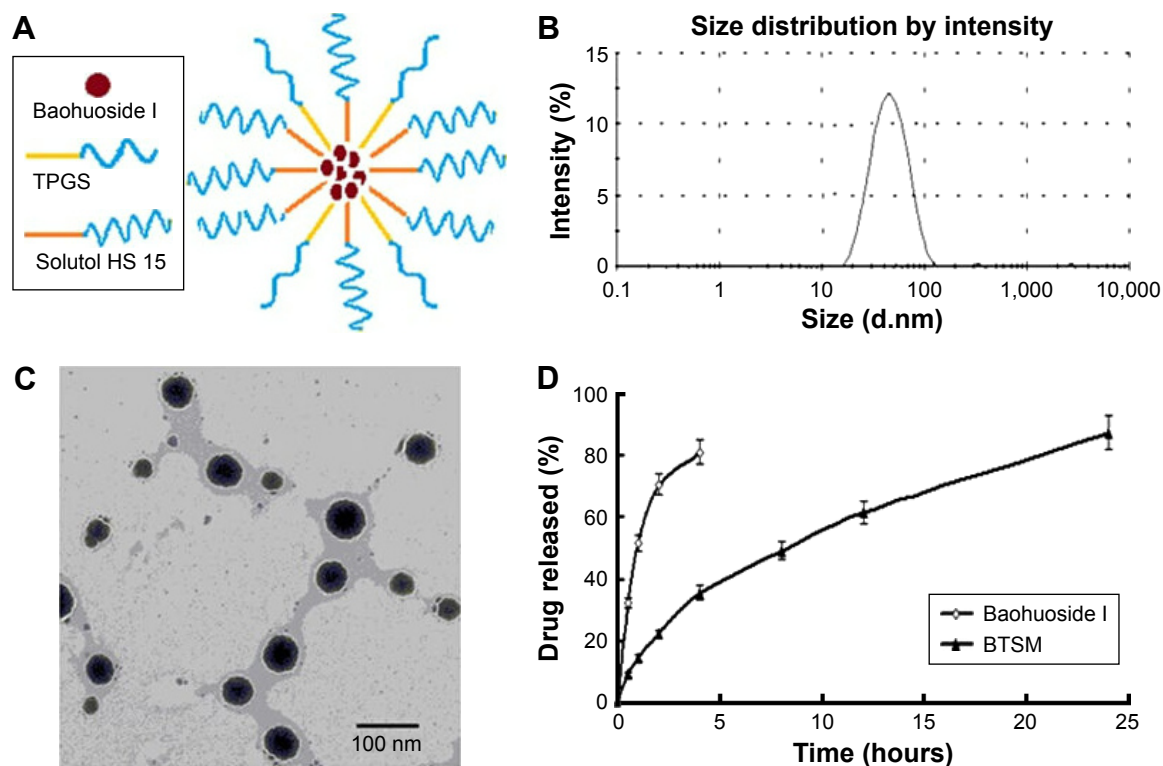 A
Baohuoside I
TPGS
Solutol HS 15
B
Size distribution by intensity
Intensity (%)
15
10
5
0
0.1 1 10 100 1,000 10,000
Size (d.nm)
C
100 nm
D
Drug released (%)
100
80
60
40
20
0
0 5 10 15 20 25
Time (hours)
Baohuoside I
BTSM